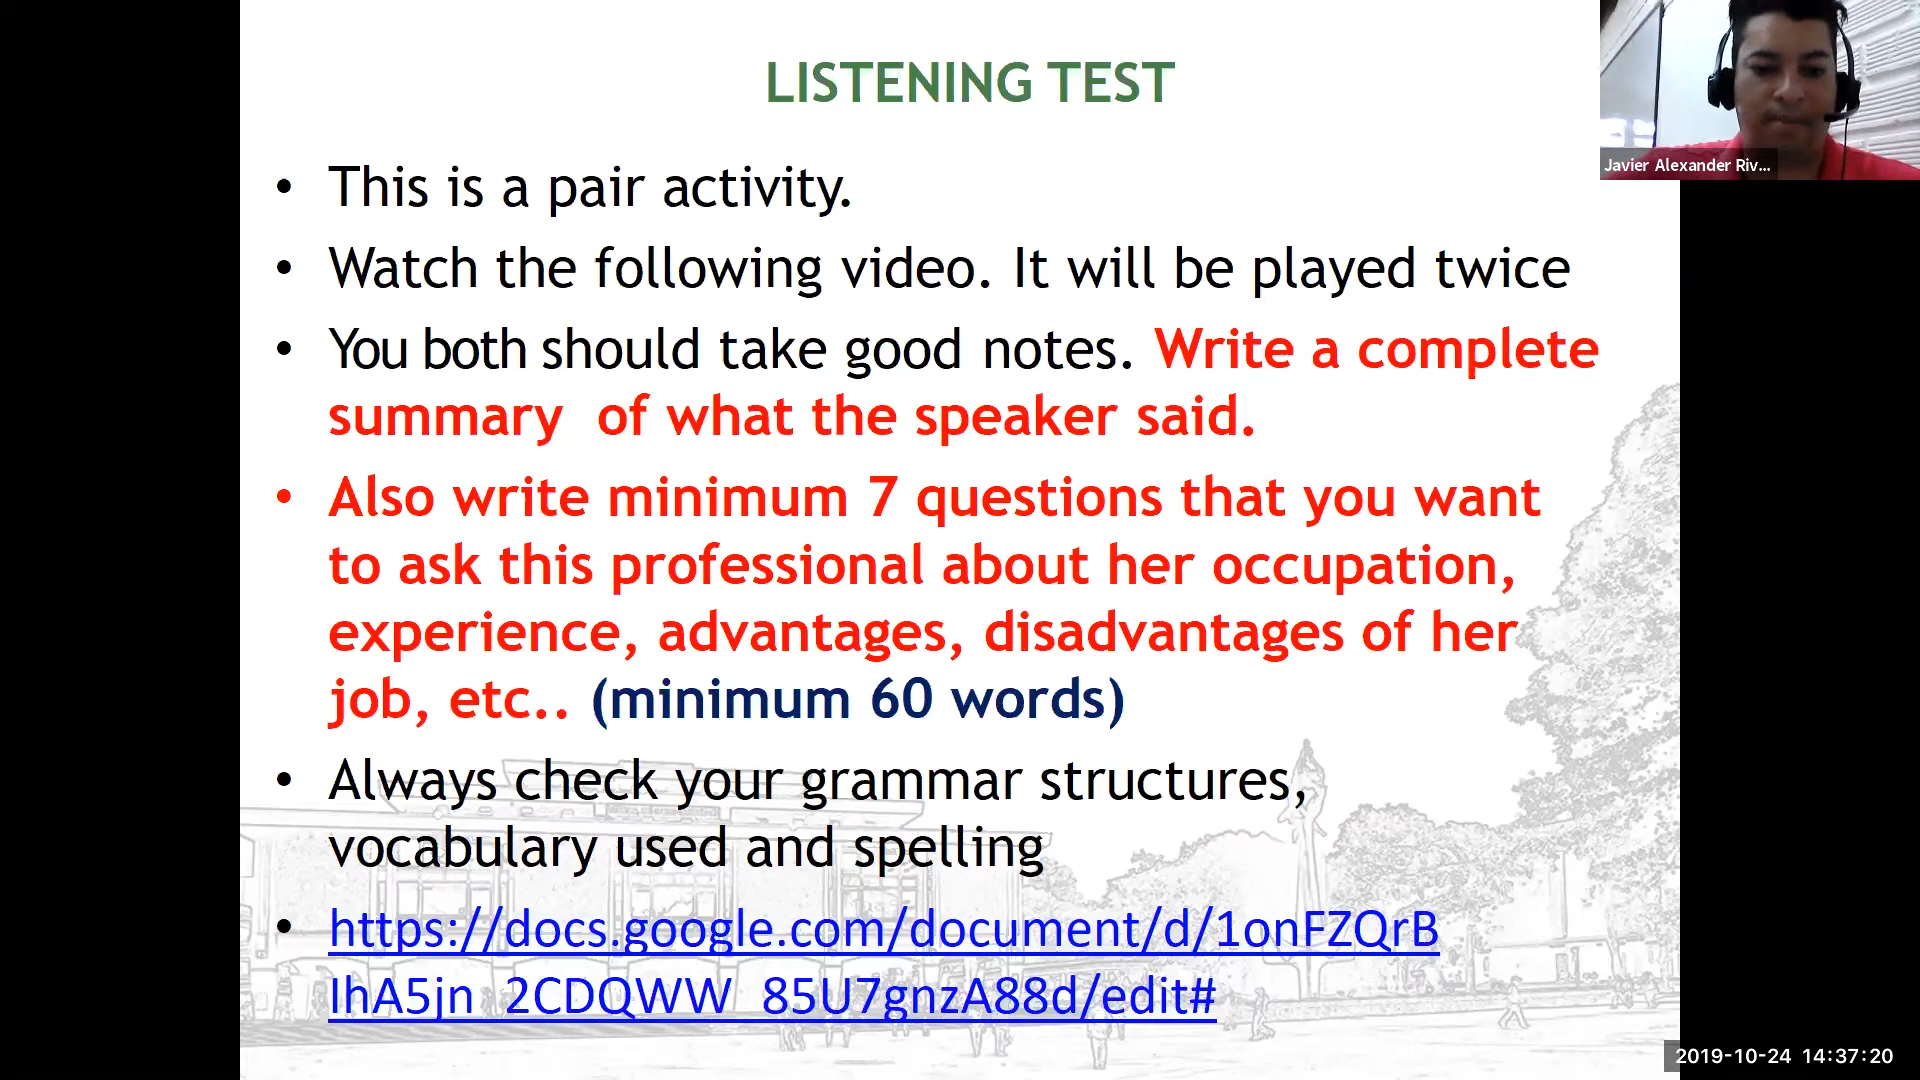 LISTENING TEST
• This is a pair activity.
• Watch the following video. It will be played twice
• You both should take good notes. Write a complete
summary of what the speaker said.
• Also write minimum 7 questions that you want
to ask this professional about her occupation,
experience, advantages, disadvantages of her
job, etc.. (minimum 60 words)
• Always check your grammar structures,
vocabulary used and spelling
• https://docs.google.com/document/d/1onFZQrB
IhA5jn_2CDQWW_85U7gnzA88d/edit#
Javier Alexander Riv...
2019-10-24 14:37:20